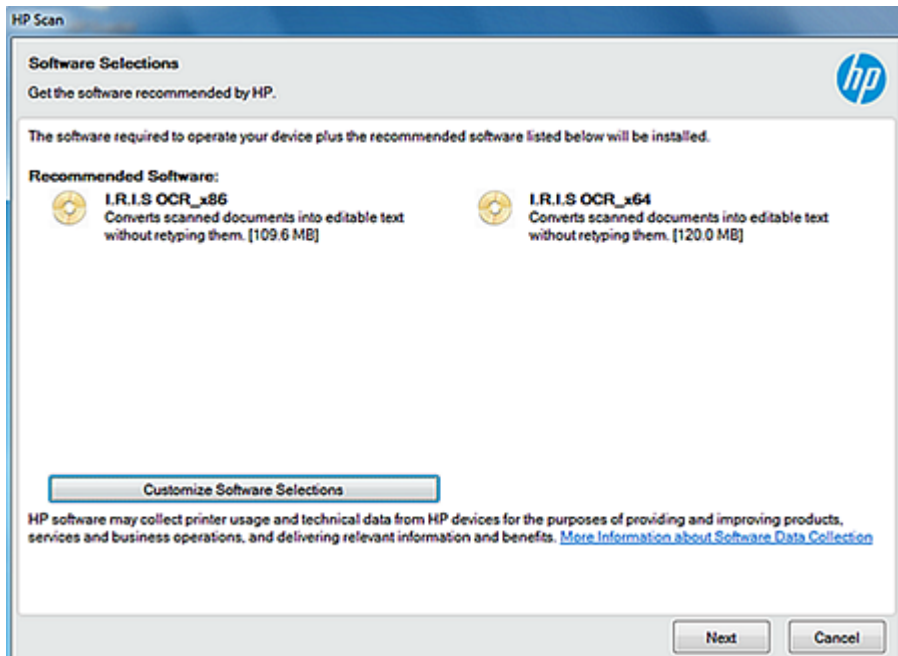 HP Scan
Software Selections
Get the software recommended by HP.
hp
The software required to operate your device plus the recommended software listed below will be installed.
Recommended Software:
I.R.I.S OCR_x86
Converts scanned documents into editable text
without retyping them. [109.6 MB]
I.R.I.S OCR_x64
Converts scanned documents into editable text
without retyping them. [120.0 MB]
Customize Software Selections
HP software may collect printer usage and technical data from HP devices for the purposes of providing and improving products,
services and business operations, and delivering relevant information and benefits. More Information about Software Data Collection
Next
Cancel